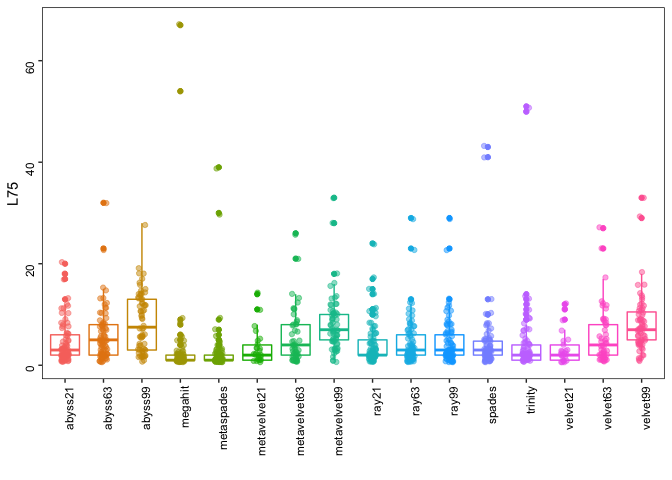 L75
60
40
20
0
abyss21
abyss63
abyss99
megahit
metaspades
metavelvet21
metavelvet63
metavelvet99
ray21
ray63
ray99
spades
trinity
velvet21
velvet63
velvet99